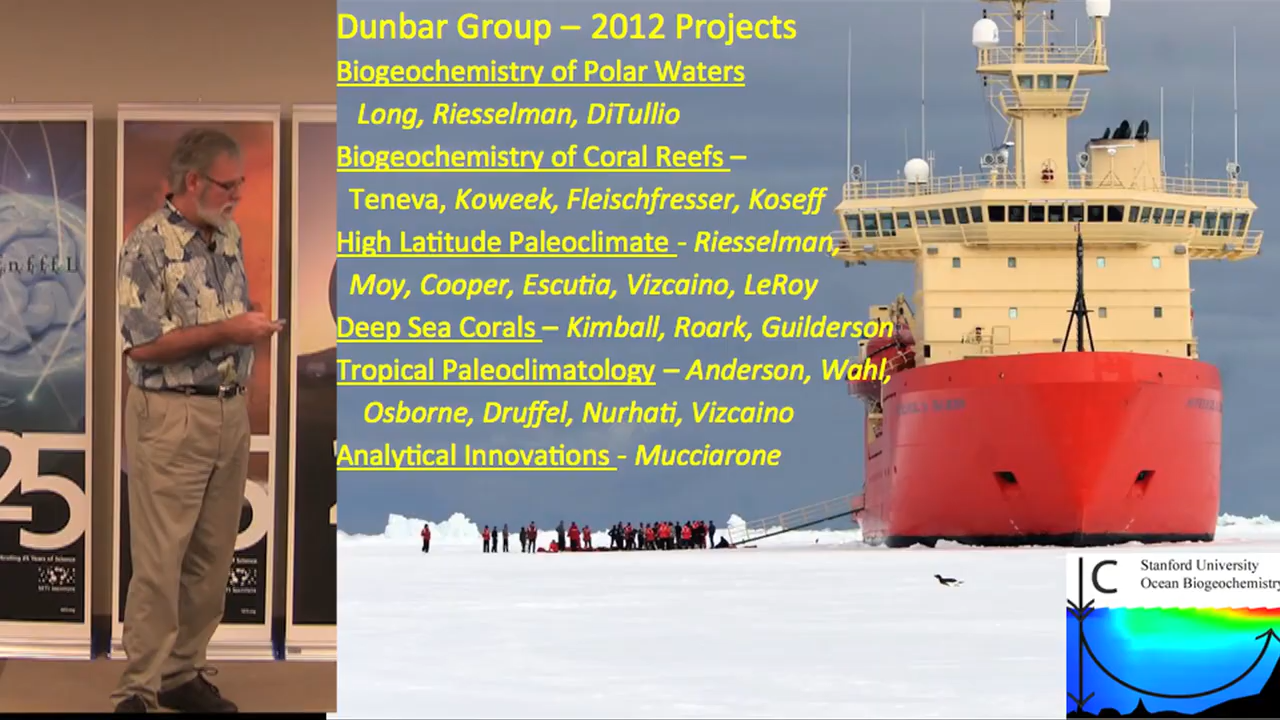 Dunbar Group – 2012 Projects
Biogeochemistry of Polar Waters
Long, Riesselman, DiTullio
Biogeochemistry of Coral Reefs –
Teneva, Koweek, Fleischfresser, Koseff
High Latitude Paleoclimate - Riesselman,
Moy, Cooper, Escutia, Vizcaino, LeRoy
Deep Sea Corals – Kimball, Roark, Guilderson
Tropical Paleoclimatology – Anderson, Wahl,
Osborne, Druffel, Nurhati, Vizcaino
Analytical Innovations - Mucciarone
C
Stanford University
Ocean Biogeochemistry
25